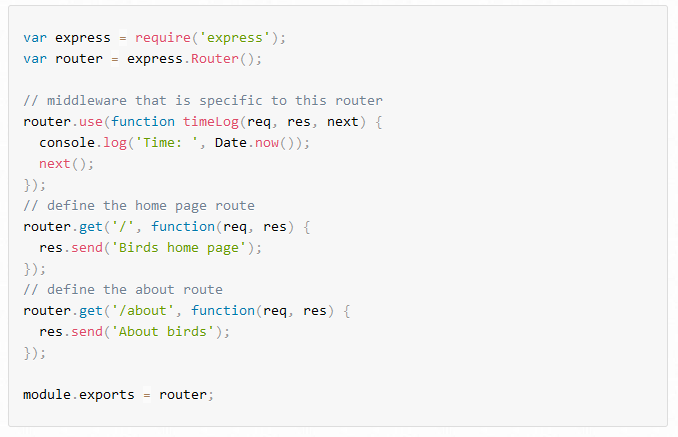 var express = require('express');
var router = express.Router();

// middleware that is specific to this router
router.use(function timeLog(req, res, next) {
  console.log('Time: ', Date.now());
  next();
});
// define the home page route
router.get('/', function(req, res) {
  res.send('Birds home page');
});
// define the about route
router.get('/about', function(req, res) {
  res.send('About birds');
});

module.exports = router;